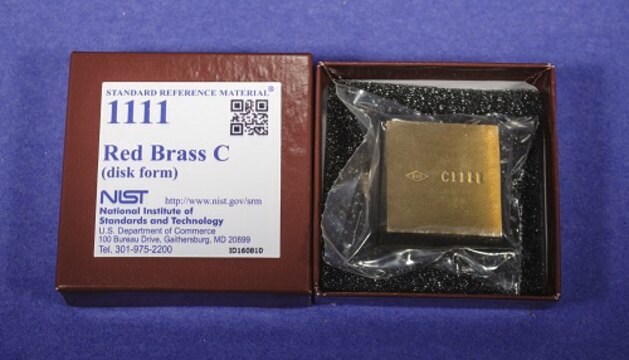 STANDARD REFERENCE MATERIAL®
1111
Red Brass C
(disk form)
NIST http://www.nist.gov/srm
National Institute of
Standards and Technology
U.S. Department of Commerce
100 Bureau Drive, Gaithersburg, MD 20899
Tel. 301-975-2200
ID160810
C1111